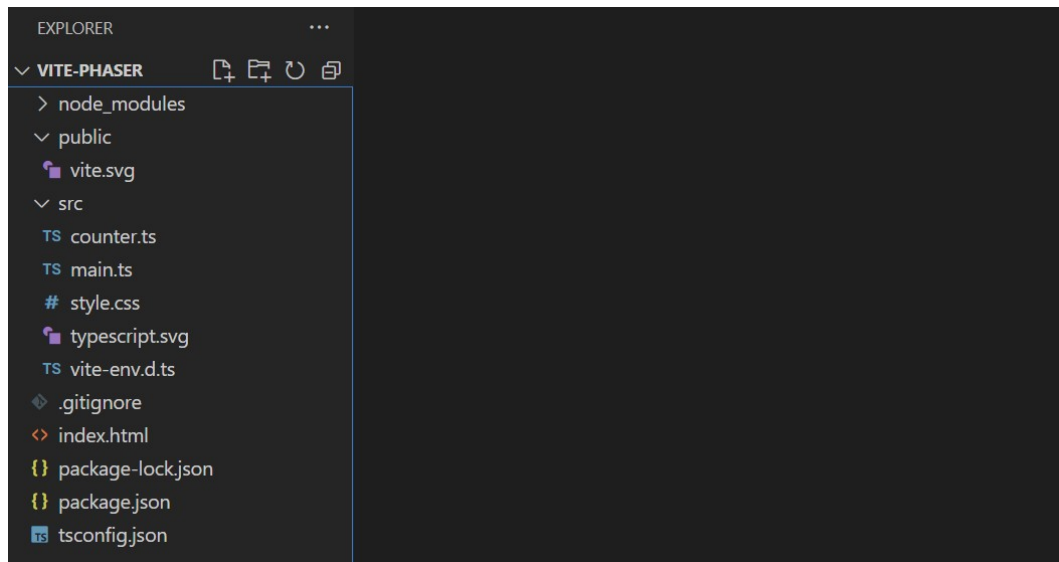 EXPLORER
VITE-PHASER
node_modules
public
vite.svg
src
TS counter.ts
TS main.ts
# style.css
typescript.svg
TS vite-env.d.ts
.gitignore
<> index.html
{} package-lock.json
{} package.json
TS tsconfig.json